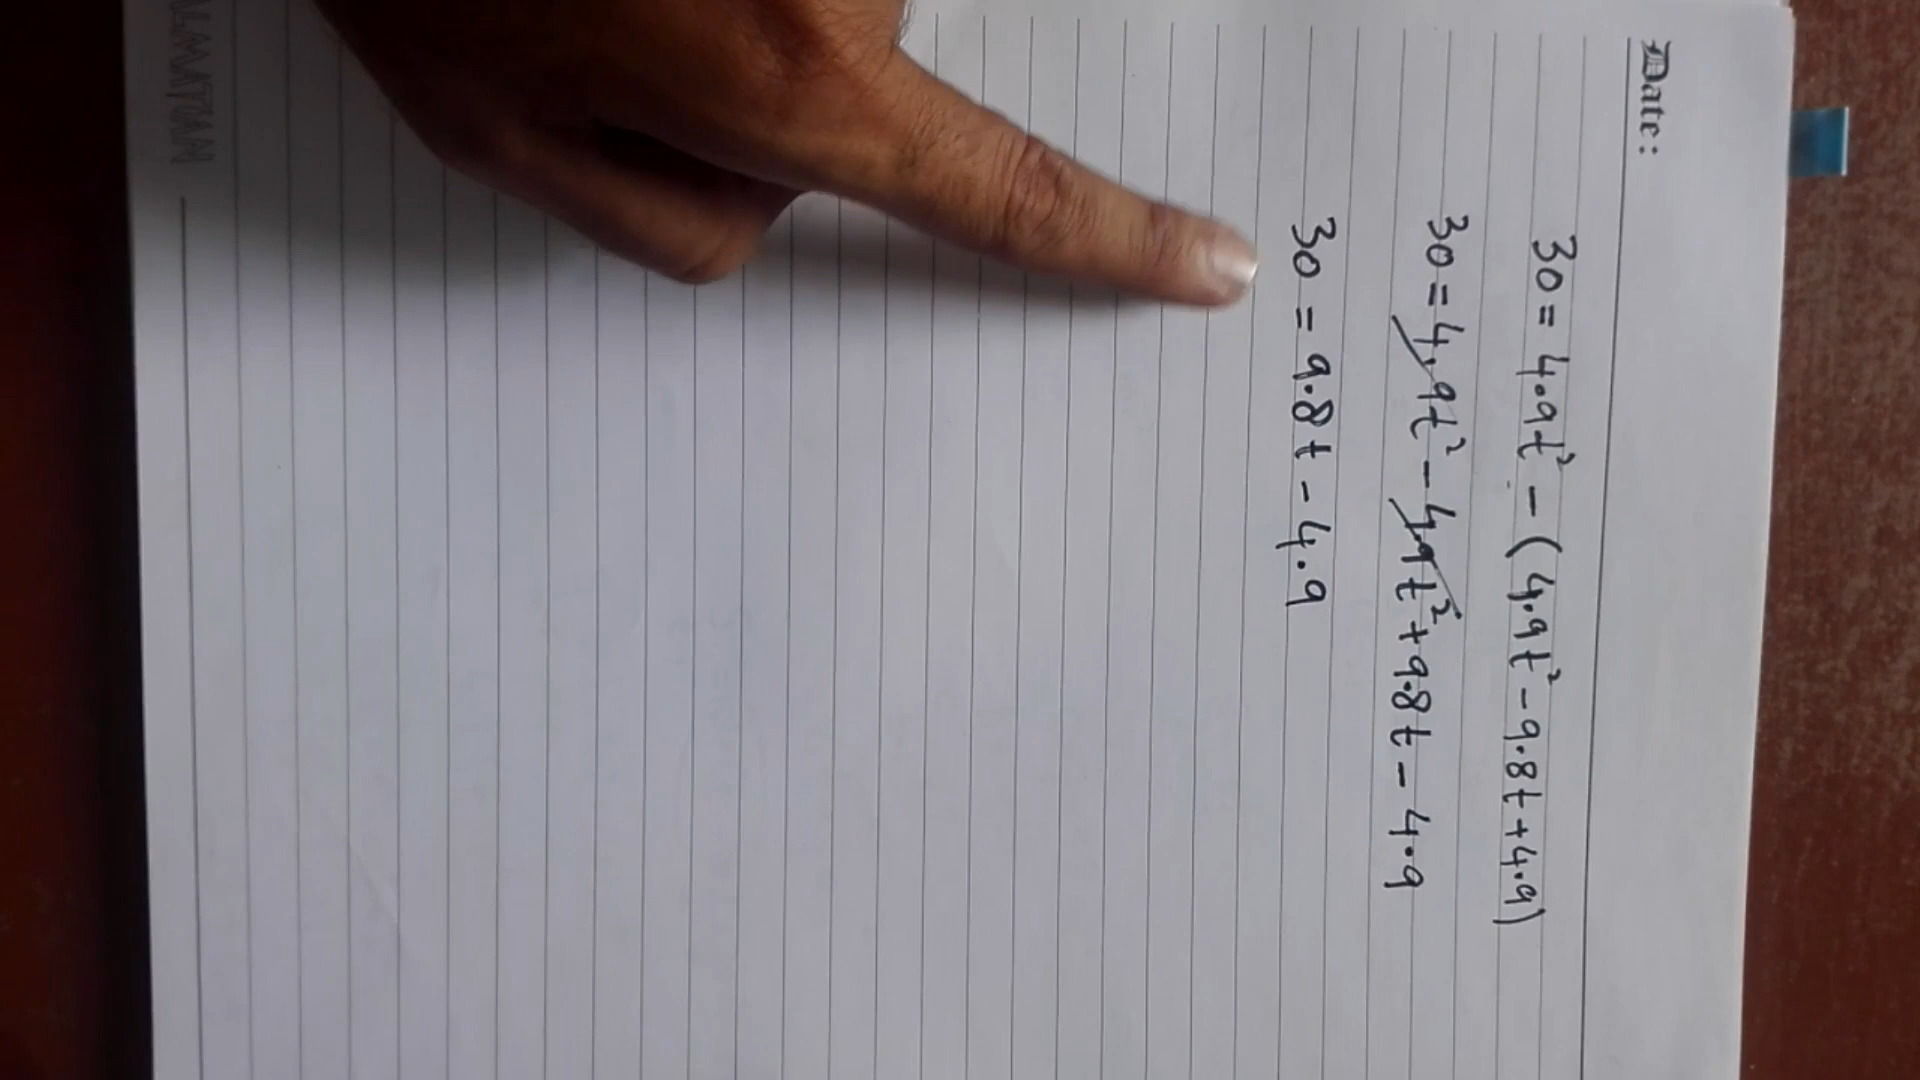 Date:
30 = 4.9t² - (4.9t² - 9.8t + 4.9)
30 = 4.9t² - 4.9t² + 9.8t - 4.9
30 = 9.8t - 4.9